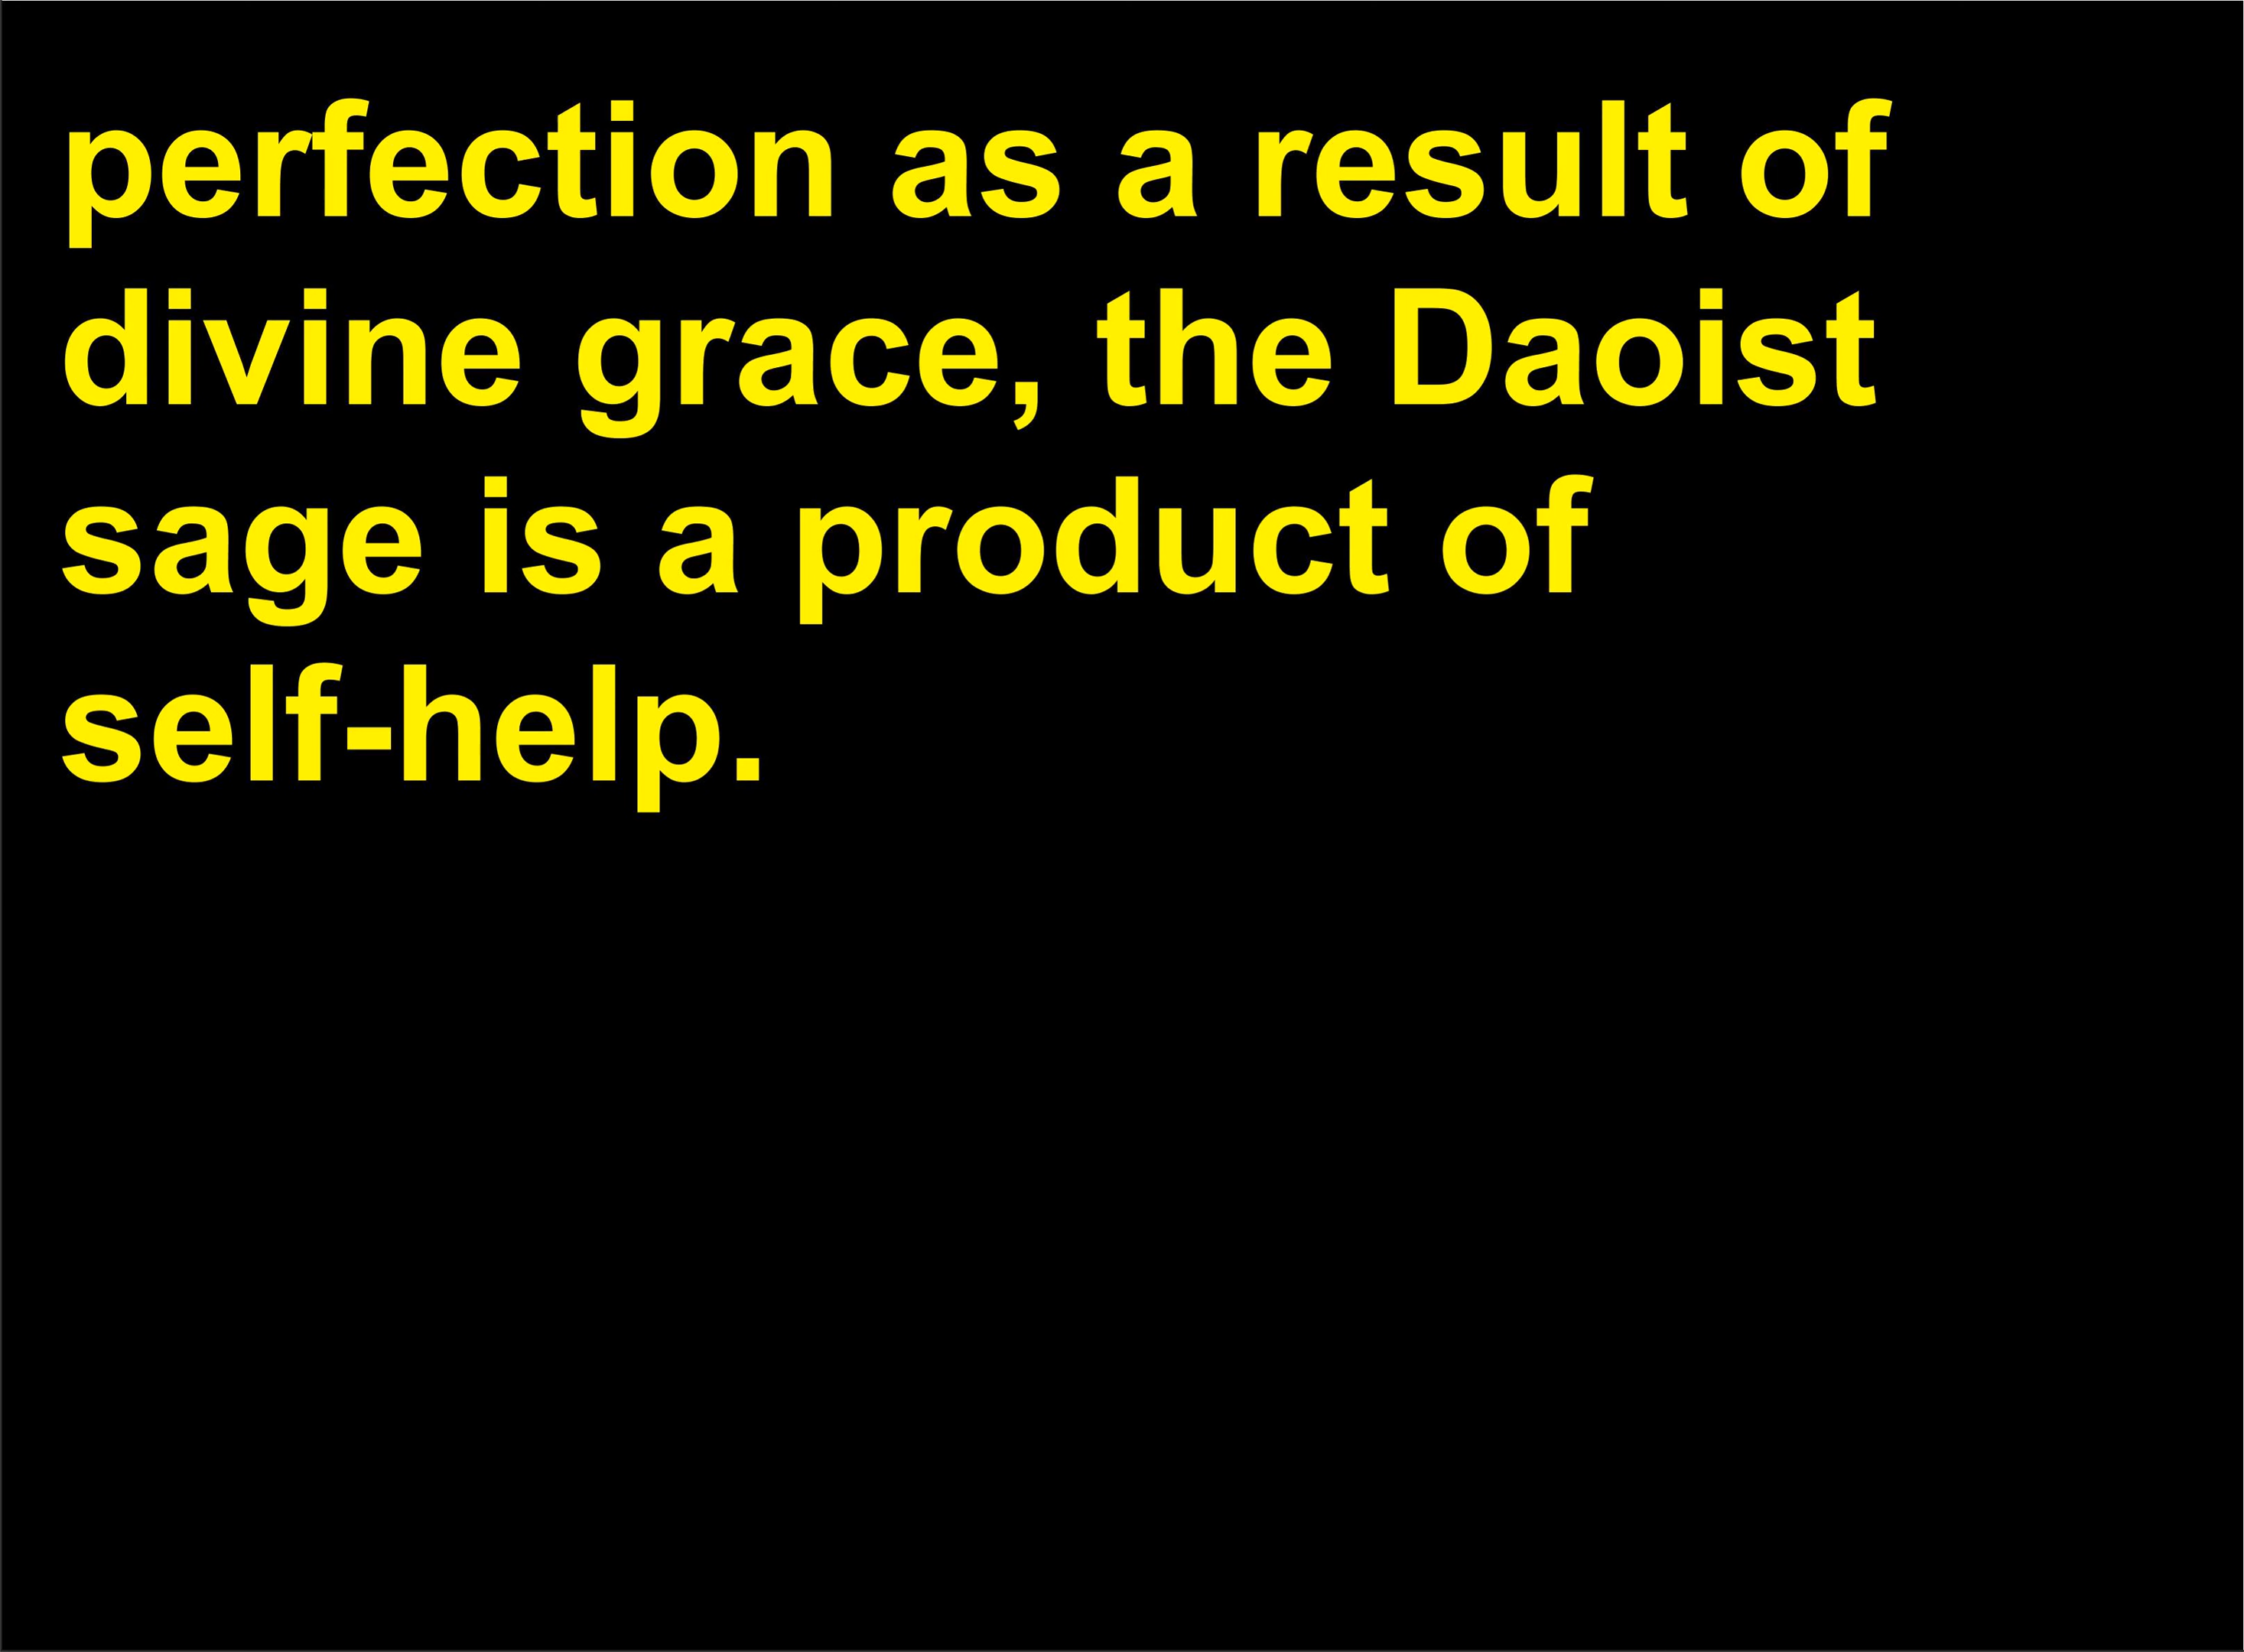 perfection as a result of
divine grace, the Daoist
sage is a product of
self-help.